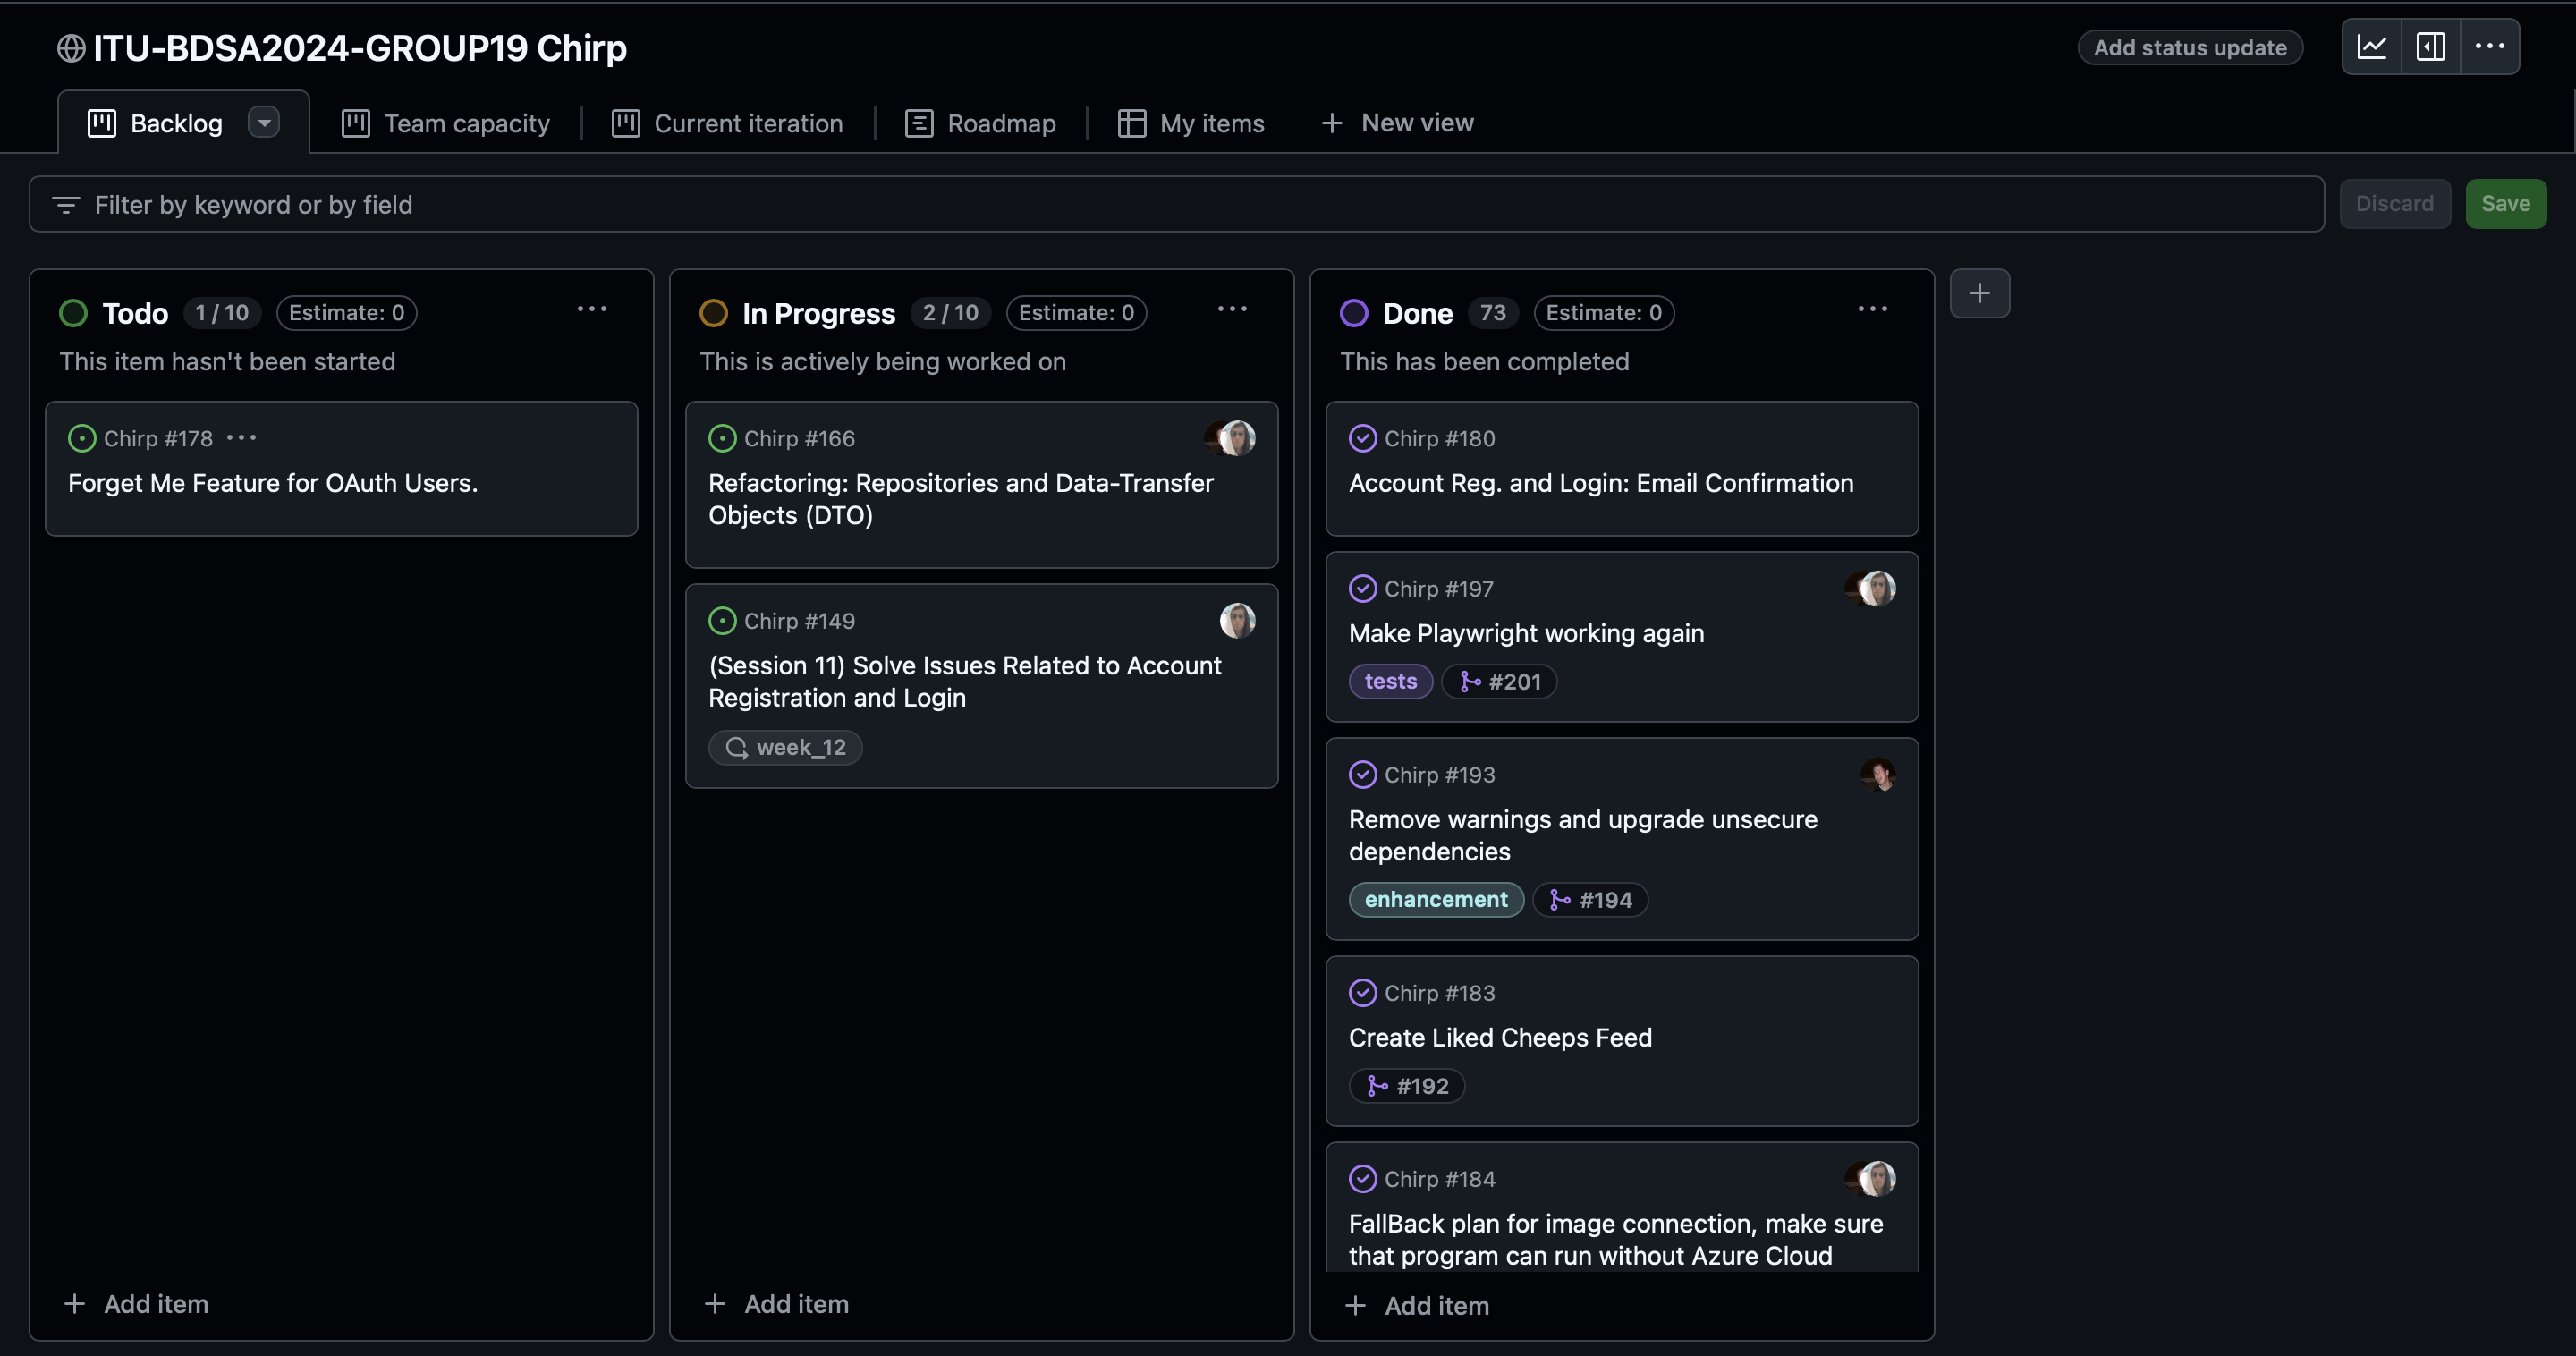 ITU-BDSA2024-GROUP19 Chirp
Add status update
Backlog
Team capacity
Current iteration
Roadmap
My items
New view
Filter by keyword or by field
Discard
Save
Todo 1 / 10 Estimate: 0
This item hasn't been started
Chirp #178
Forget Me Feature for OAuth Users.
Add item
In Progress 2 / 10 Estimate: 0
This is actively being worked on
Chirp #166
Refactoring: Repositories and Data-Transfer
Objects (DTO)
Chirp #149
(Session 11) Solve Issues Related to Account
Registration and Login
week_12
Add item
Done 73 Estimate: 0
This has been completed
Chirp #180
Account Reg. and Login: Email Confirmation
Chirp #197
Make Playwright working again
tests #201
Chirp #193
Remove warnings and upgrade unsecure
dependencies
enhancement #194
Chirp #183
Create Liked Cheeps Feed
#192
Chirp #184
FallBack plan for image connection, make sure
that program can run without Azure Cloud
Add item